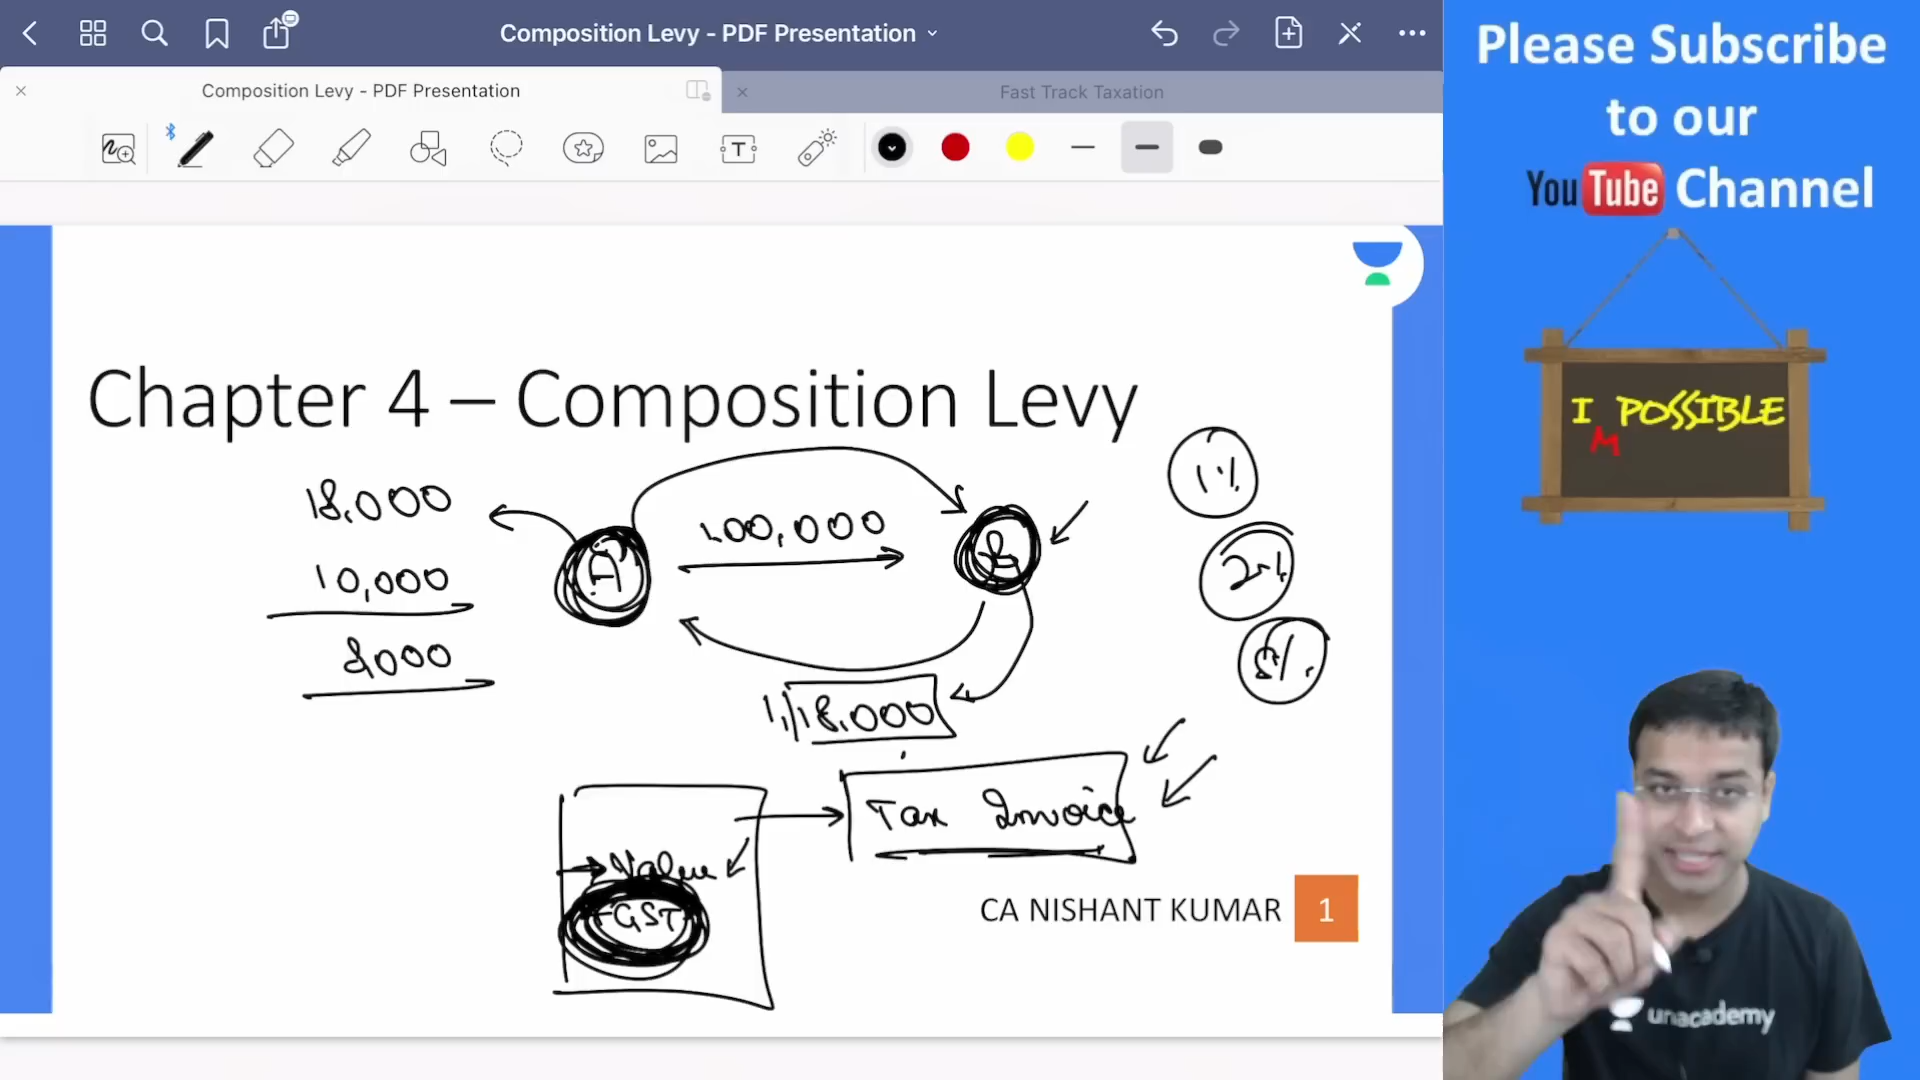 Composition Levy - PDF Presentation
Composition Levy - PDF Presentation
Fast Track Taxation
T
Please Subscribe
to our
YouTube Channel
I POSSIBLE
M
Chapter 4 – Composition Levy
18,000
10,000
8000
A
1,00,000
B
1%
2%
5%
1,18,000
Tax Invoice
Value
+GST
CA NISHANT KUMAR 1
unacademy